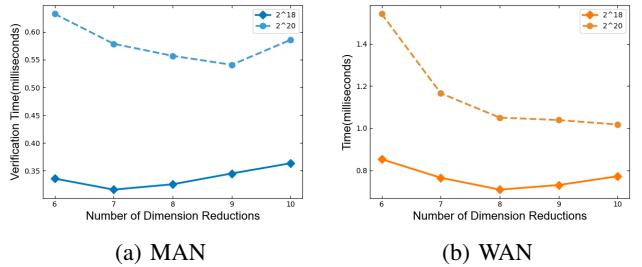 Verification Time(milliseconds)
0.60
0.55
0.50
0.45
0.40
0.35
6 7 8 9 10
Number of Dimension Reductions
2^18
2^20
(a) MAN
Time(milliseconds)
1.4
1.2
1.0
0.8
6 7 8 9 10
Number of Dimension Reductions
2^18
2^20
(b) WAN